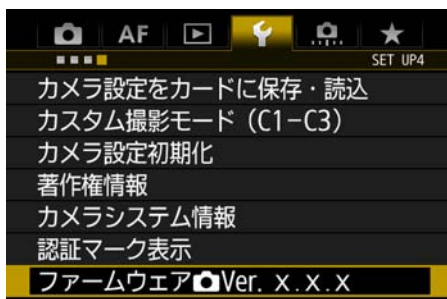 AF
SET UP4
カメラ設定をカードに保存・読込
カスタム撮影モード（C1-C3）
カメラ設定初期化
著作権情報
カメラシステム情報
認証マーク表示
ファームウェア Ver. X.X.X